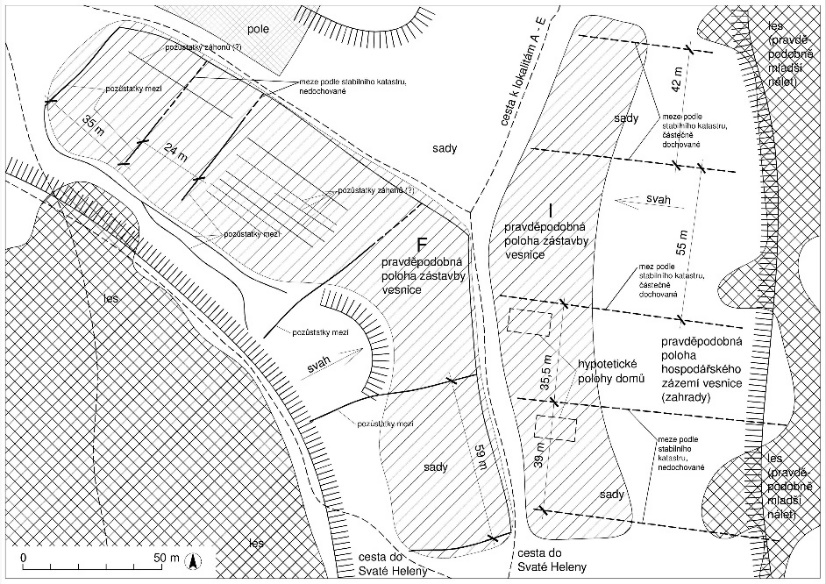 pole
les
(pravdě-
podobně
mladší
nálet)
pozůstatky záhonů (?)
pozůstatky mezí
meze podle stabilního katastru,
nedochované
cesta k lokalitám A - E
42 m
35 m
24 m
sady
sady
meze podle
stabilního katastru,
částečně
dochované
svah
pozůstatky záhonů (?)
pozůstatky mezí
F
pravděpodobná
poloha zástavby
vesnice
I
pravděpodobná
poloha zástavby
vesnice
55 m
mez podle
stabilního katastru,
částečně
dochovaná
les
pozůstatky mezí
svah
35,5 m
hypotetické
polohy domů
pravděpodobná
poloha
hospodářského
zázemí vesnice
(zahrady)
pozůstatky mezí
59 m
39 m
meze podle
stabilního
katastru,
nedochované
sady
sady
les
(pravdě-
podobně
mladší
nálet)
les
0
50 m
cesta do
Svaté Heleny
cesta do
Svaté Heleny